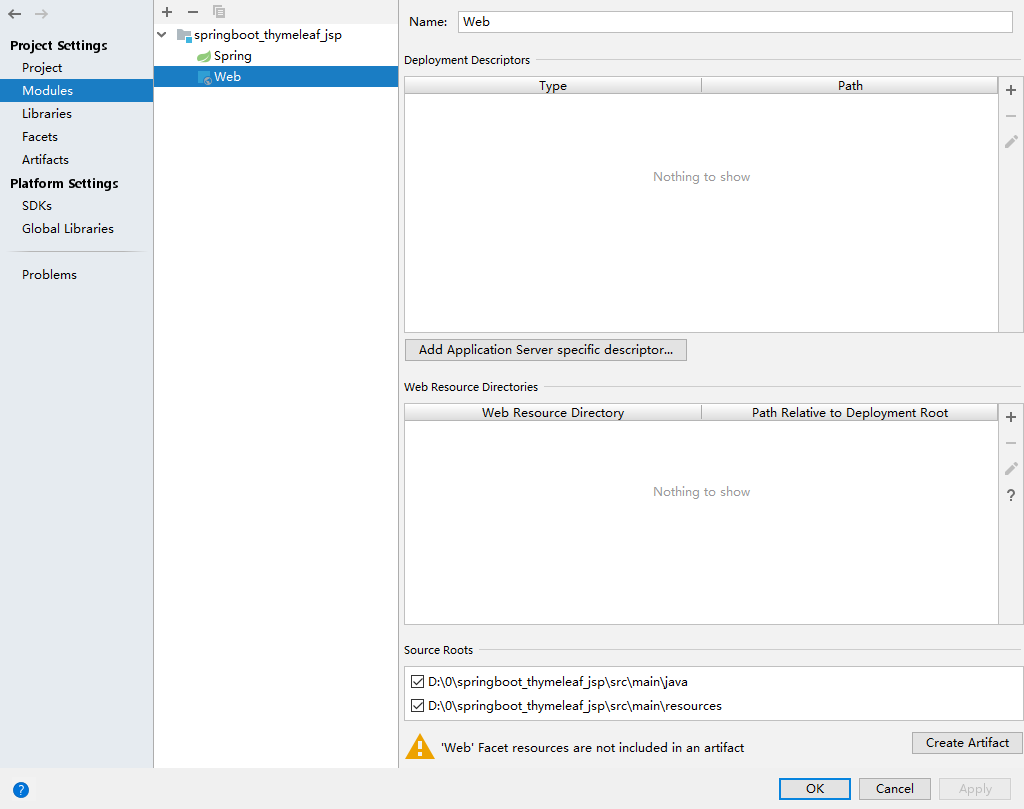 Project Settings
Project
Modules
Libraries
Facets
Artifacts
Platform Settings
SDKs
Global Libraries
Problems
springboot_thymeleaf_jsp
Spring
Web
Name: Web
Deployment Descriptors
Type Path
Nothing to show
Add Application Server specific descriptor...
Web Resource Directories
Web Resource Directory Path Relative to Deployment Root
Nothing to show
?
Source Roots
D:\0\springboot_thymeleaf_jsp\src\main\java
D:\0\springboot_thymeleaf_jsp\src\main\resources
'Web' Facet resources are not included in an artifact Create Artifact
? OK Cancel Apply